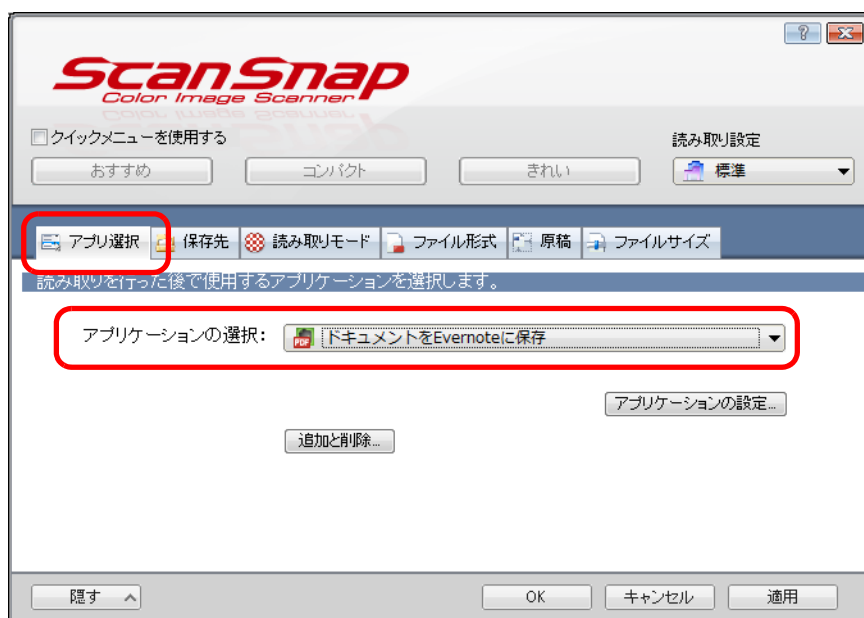 ScanSnap
Color Image Scanner
クイックメニューを使用する
読み取り設定
おすすめ
コンパクト
きれい
標準
アプリ選択
保存先
読み取りモード
ファイル形式
原稿
ファイルサイズ
読み取りを行った後で使用するアプリケーションを選択します。
アプリケーションの選択:
PDF
ドキュメントをEvernoteに保存
アプリケーションの設定...
追加と削除...
隠す
OK
キャンセル
適用